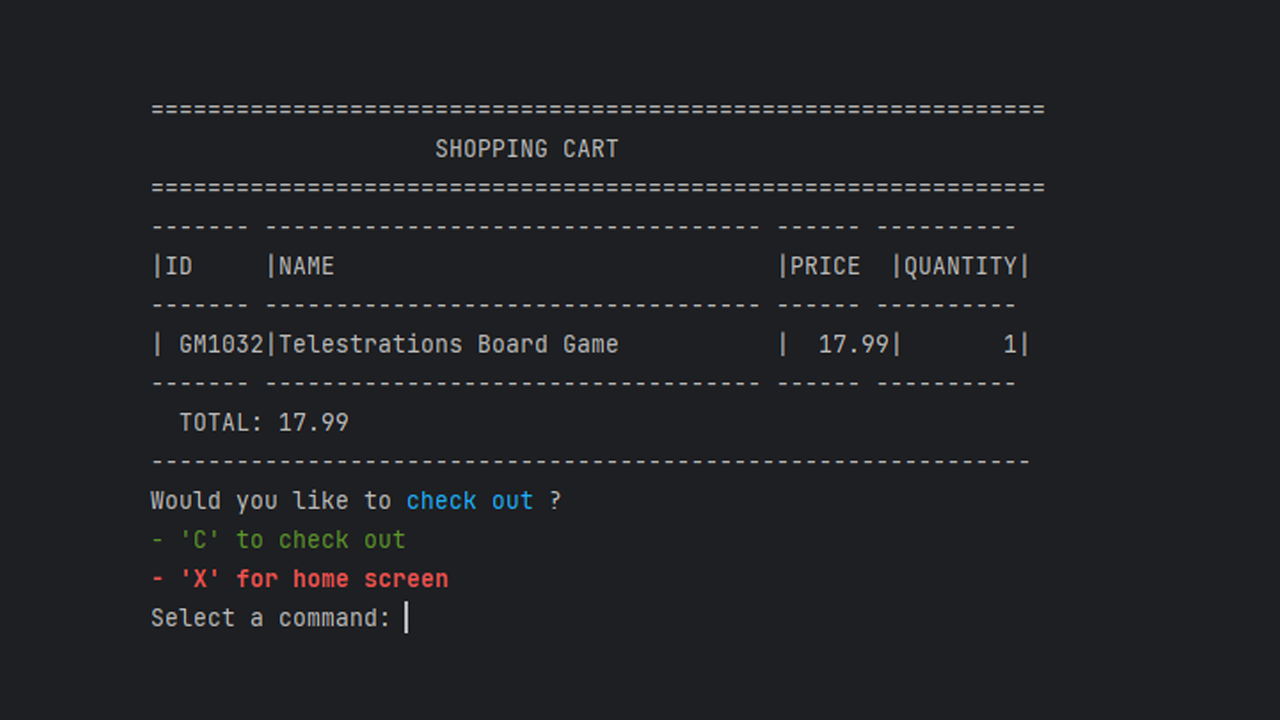 ===============================================================
                    SHOPPING CART
===============================================================
------- ----------------------------------- ------ ----------
|ID     |NAME                               |PRICE  |QUANTITY|
------- ----------------------------------- ------ ----------
| GM1032|Telestrations Board Game           |  17.99|       1|
------- ----------------------------------- ------ ----------
  TOTAL: 17.99
--------------------------------------------------------------
Would you like to check out ?
- 'C' to check out
- 'X' for home screen
Select a command: